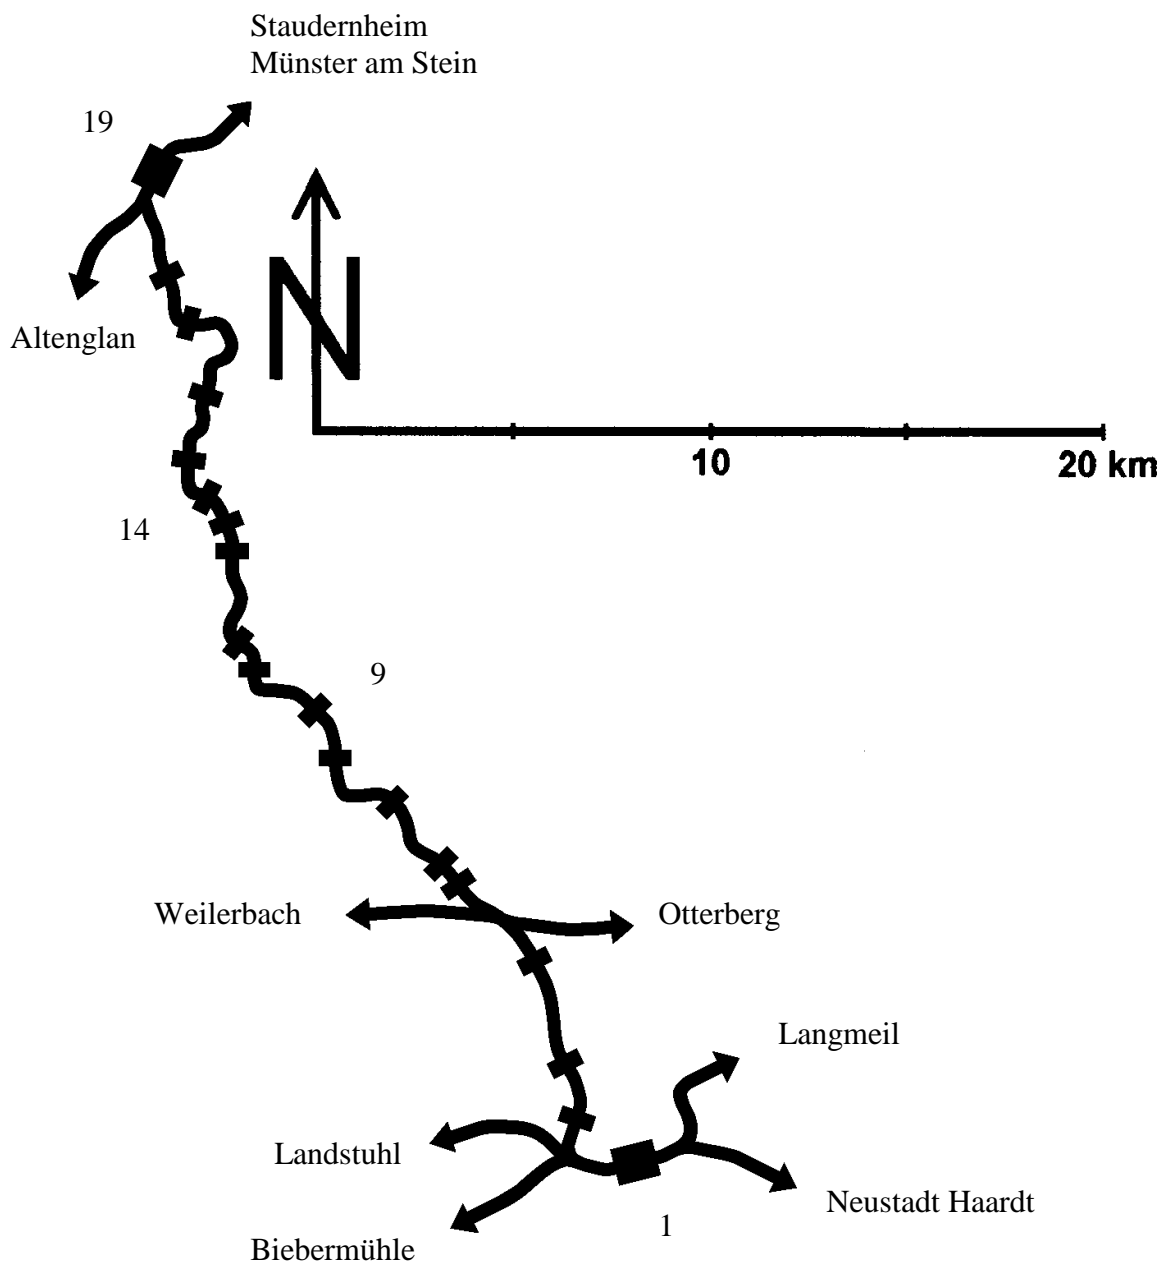 Staudernheim
Münster am Stein
19
N
Altenglan
10
20 km
14
9
Weilerbach
Otterberg
Langmeil
Landstuhl
Neustadt Haardt
1
Biebermühle